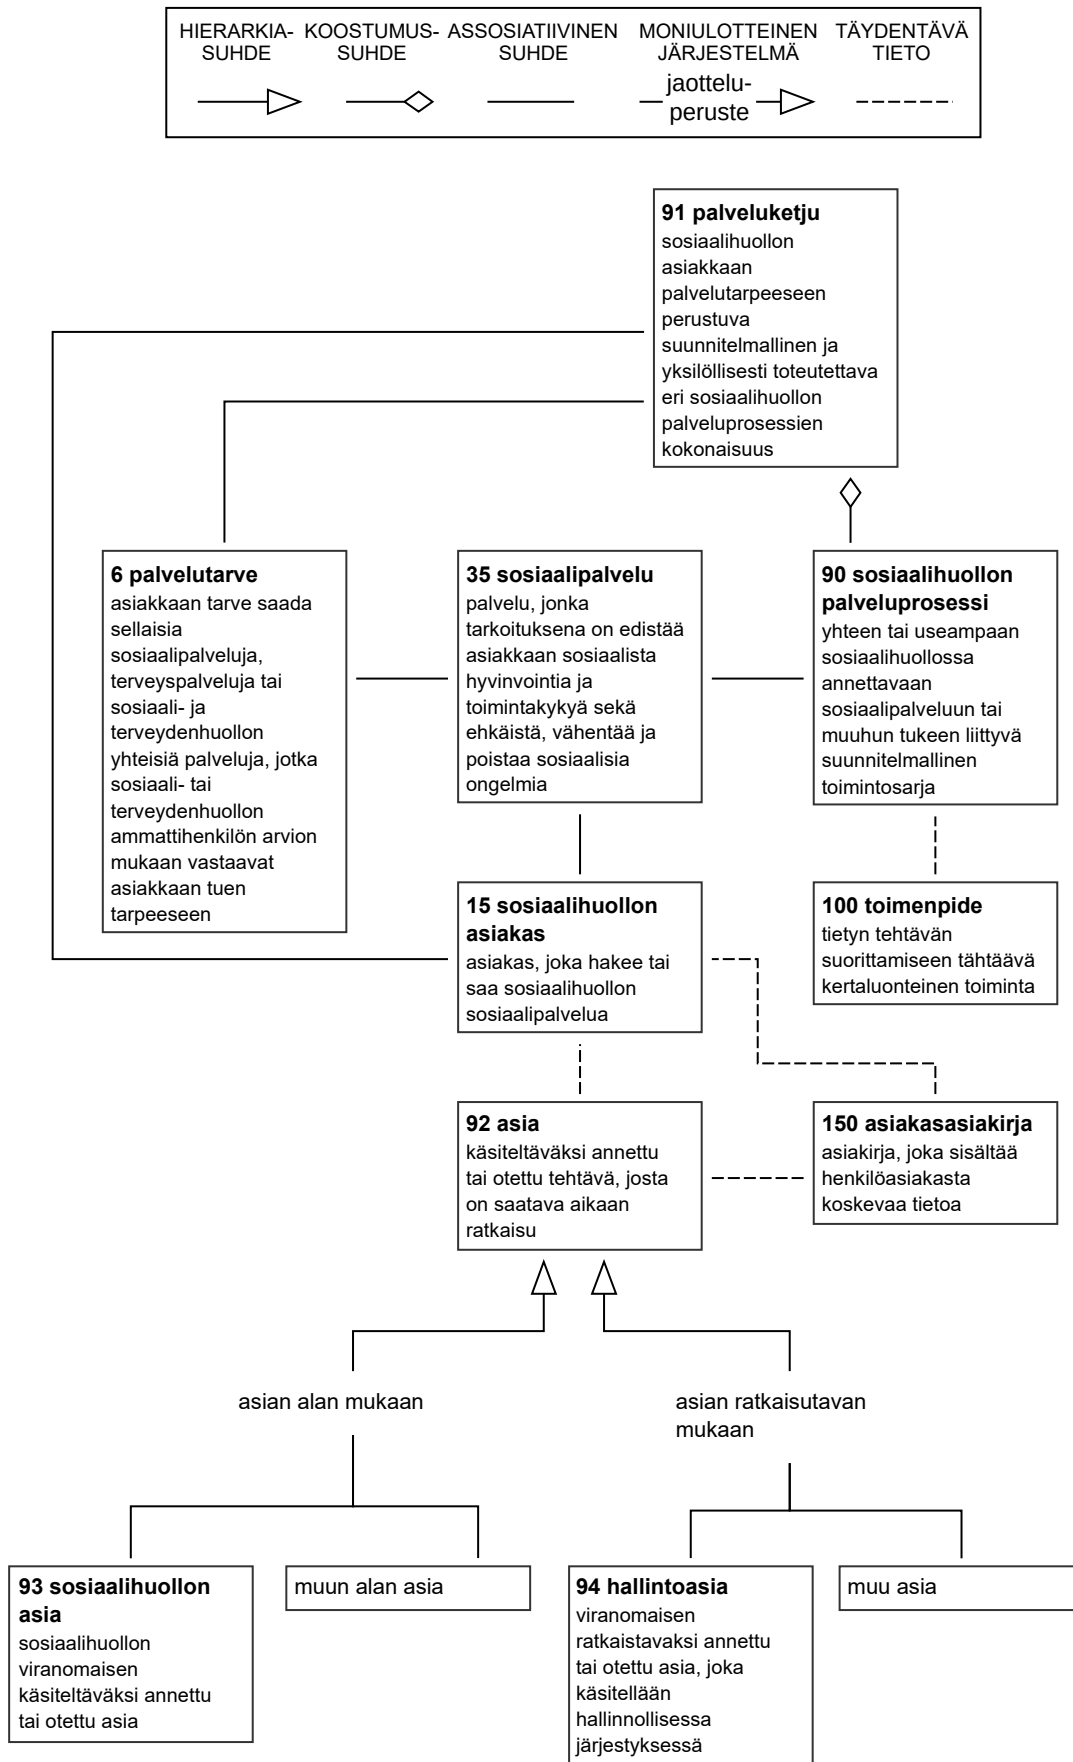 HIERARKIA-
SUHDE
KOOSTUMUS-
SUHDE
ASSOSIATIIVINEN
SUHDE
MONIULOTTEINEN
JÄRJESTELMÄ
jaottelu-
peruste
TÄYDENTÄVÄ
TIETO
91 palveluketju
sosiaalihuollon
asiakkaan
palvelutarpeeseen
perustuva
suunnitelmallinen ja
yksilöllisesti toteutettava
eri sosiaalihuollon
palveluprosessien
kokonaisuus
6 palvelutarve
asiakkaan tarve saada
sellaisia
sosiaalipalveluja,
terveyspalveluja tai
sosiaali- ja
terveydenhuollon
yhteisiä palveluja, jotka
sosiaali- tai
terveydenhuollon
ammattihenkilön arvion
mukaan vastaavat
asiakkaan tuen
tarpeeseen
35 sosiaalipalvelu
palvelu, jonka
tarkoituksena on edistää
asiakkaan sosiaalista
hyvinvointia ja
toimintakykyä sekä
ehkäistä, vähentää ja
poistaa sosiaalisia
ongelmia
90 sosiaalihuollon
palveluprosessi
yhteen tai useampaan
sosiaalihuollossa
annettavaan
sosiaalipalveluun tai
muuhun tukeen liittyvä
suunnitelmallinen
toimintosarja
15 sosiaalihuollon
asiakas
asiakas, joka hakee tai
saa sosiaalihuollon
sosiaalipalvelua
100 toimenpide
tietyn tehtävän
suorittamiseen tähtäävä
kertaluonteinen toiminta
92 asia
käsiteltäväksi annettu
tai otettu tehtävä, josta
on saatava aikaan
ratkaisu
150 asiakasasiakirja
asiakirja, joka sisältää
henkilöasiakasta
koskevaa tietoa
asian alan mukaan
asian ratkaisutavan
mukaan
93 sosiaalihuollon
asia
sosiaalihuollon
viranomaisen
käsiteltäväksi annettu
tai otettu asia
muun alan asia
94 hallintoasia
viranomaisen
ratkaistavaksi annettu
tai otettu asia, joka
käsitellään
hallinnollisessa
järjestyksessä
muu asia